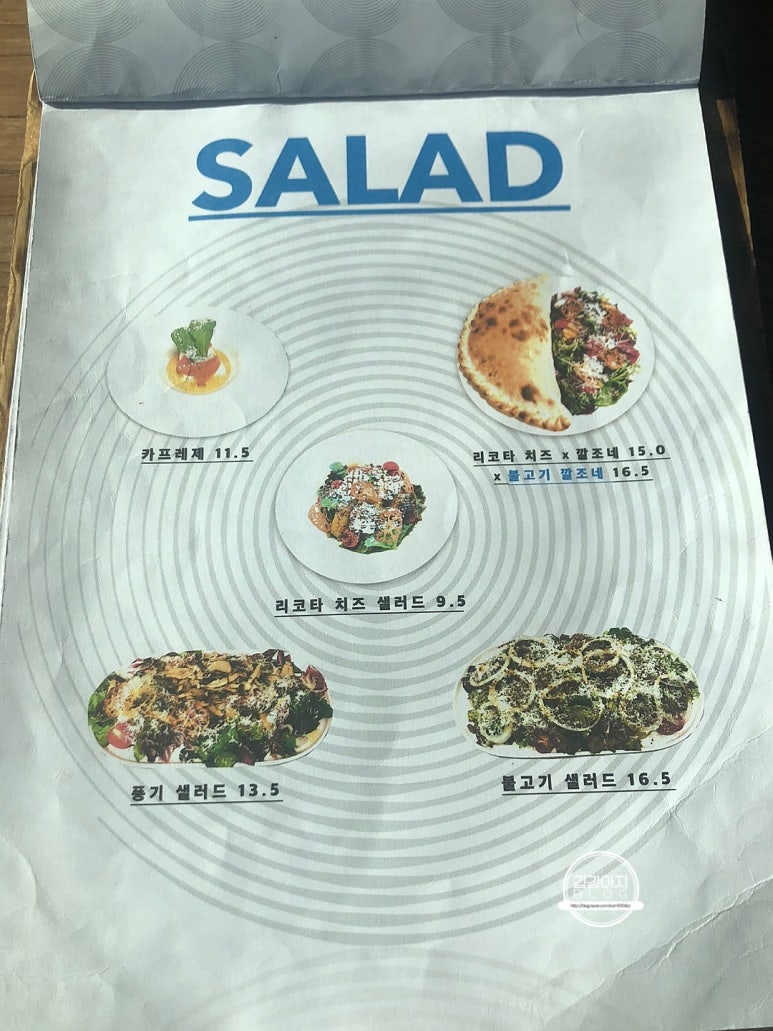 SALAD
카프레제 11.5
리코타 치즈 x 깔조네 15.0
x 불고기 깔조네 16.5
리코타 치즈 샐러드 9.5
풍기 샐러드 13.5
불고기 샐러드 16.5
BLOG